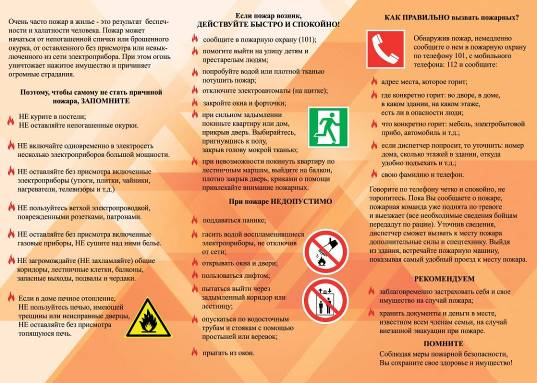 Очень часто пожар в жилье - это результат беспеч-
ности и халатности человека. Пожар может
начаться от непогашенной спички или брошенного
окурка, от оставленного без присмотра или невык-
люченного из сети электроприбора. При этом огонь
уничтожает нажитое имущество и причиняет
огромные страдания.
Поэтому, чтобы самому не стать причиной
пожара, ЗАПОМНИТЕ
НЕ курите в постели;
НЕ оставляйте непогашенные окурки.
НЕ включайте одновременно в электросеть
несколько электроприборов большой мощности.
НЕ оставляйте без присмотра включенные
электроприборы (утюги, плитки, чайники,
нагреватели, телевизоры и т.д.)
НЕ пользуйтесь ветхой электропроводкой,
поврежденными розетками, патронами.
НЕ оставляйте без присмотра включенные
газовые приборы, НЕ сушите над ними белье.
НЕ загромождайте (НЕ захламляйте) общие
коридоры, лестничные клетки, балконы,
запасные выходы, подвалы и чердаки.
Если в доме печное отопление,
НЕ пользуйтесь печью, имеющей
трещины или неисправные дверцы,
НЕ оставляйте без присмотра
топящуюся печь.
Если пожар возник,
ДЕЙСТВУЙТЕ БЫСТРО И СПОКОЙНО!
сообщите в пожарную охрану (101);
помогите выйти на улицу детям и
престарелым людям;
попробуйте водой или плотной тканью
потушить пожар;
отключите электроавтоматы (на щитке);
закройте окна и форточки;
при сильном задымлении
покиньте квартиру или дом,
прикрыв дверь. Выбирайтесь,
пригнувшись к полу,
закрыв голову мокрой тканью;
при невозможности покинуть квартиру по
лестничным маршам, выйдите на балкон,
плотно закрыв дверь, криками о помощи
привлекайте внимание пожарных.
При пожаре НЕДОПУСТИМО
поддаваться панике;
гасить водой воспламенившиеся
электроприборы, не отключив
от сети;
открывать окна и двери;
пользоваться лифтом;
пытаться выйти через
задымленный коридор или
лестницу;
опускаться по водосточным
трубам и стоякам с помощью
простыней или веревок;
прыгать из окон.
КАК ПРАВИЛЬНО вызвать пожарных?
Обнаружив пожар, немедленно
сообщите о нем в пожарную охрану
по телефону 101, с мобильного
телефона: 112 и сообщите:
адрес места, которое горит;
где конкретно горит: во дворе, в доме,
в каком здании, на каком этаже,
есть ли в опасности люди;
что конкретно горит: мебель, электробытовой
прибо, автомобиль и т.д.;
если диспетчер попросит, то уточнить: номер
дома, сколько этажей в здании, откуда
удобно подъехать и т.д.;
свою фамилию и телефон.
Говорите по телефону четко и спокойно, не
торопитесь. Пока Вы сообщаете о пожаре,
пожарная команда уже поднята по тревоге
и выезжает (все необходимые сведения бойцам
передадут по рации). Уточнив сведения,
диспетчер сможет вызвать к месту пожара
дополнительные силы и спецтехнику. Выйдя
из здания, встречайте пожарную машину,
показывая самый удобный проезд к месту пожара.
РЕКОМЕНДУЕМ
заблаговременно застраховать себя и свое
имущество на случай пожара;
хранить документы и деньги в месте,
известном всем членам семьи, на случай
внезапной эвакуации при пожаре.
ПОМНИТЕ
Соблюдая меры пожарной безопасности,
Вы сохраните свое здоровье и имущество!